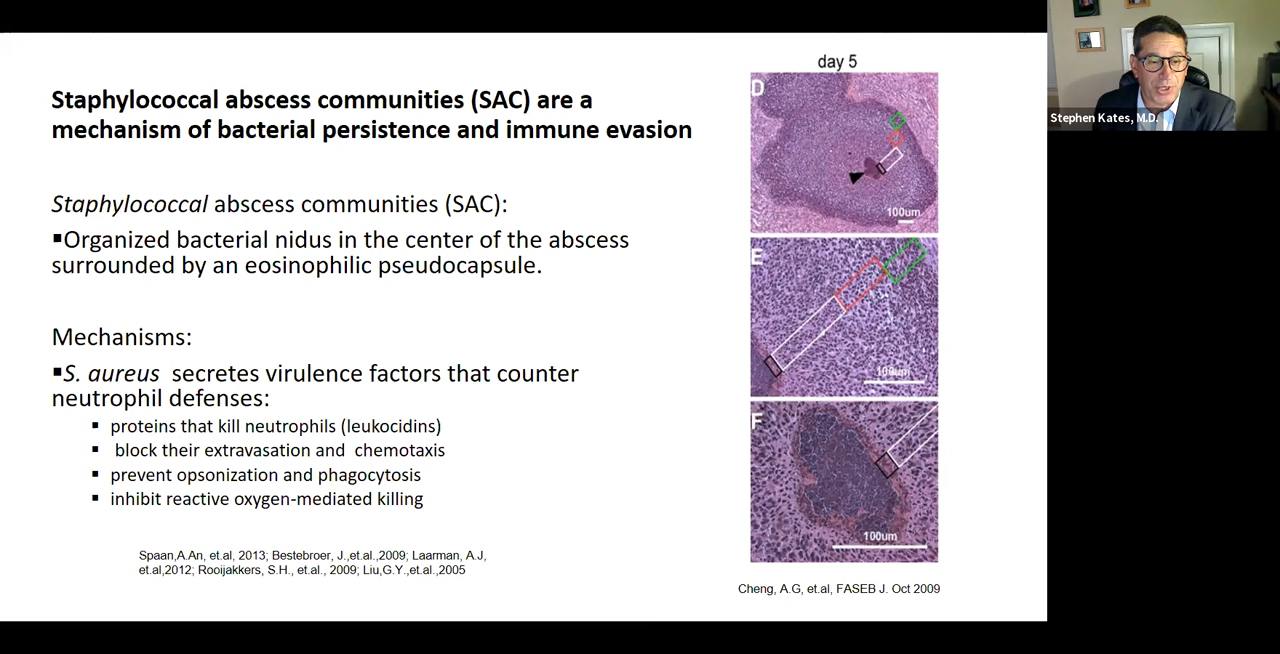 Staphylococcal abscess communities (SAC) are a
mechanism of bacterial persistence and immune evasion
Staphylococcal abscess communities (SAC):
▪Organized bacterial nidus in the center of the abscess
surrounded by an eosinophilic pseudocapsule.
Mechanisms:
▪S. aureus secretes virulence factors that counter
neutrophil defenses:
▪ proteins that kill neutrophils (leukocidins)
▪ block their extravasation and chemotaxis
▪ prevent opsonization and phagocytosis
▪ inhibit reactive oxygen-mediated killing
Spaan,A.An, et.al, 2013; Bestebroer, J.,et.al.,2009; Laarman, A.J,
et.al,2012; Rooijakkers, S.H., et.al., 2009; Liu,G.Y.,et.al.,2005
day 5
D
100um
E
100um
F
100um
Cheng, A.G, et.al, FASEB J. Oct 2009
Stephen Kates, M.D.